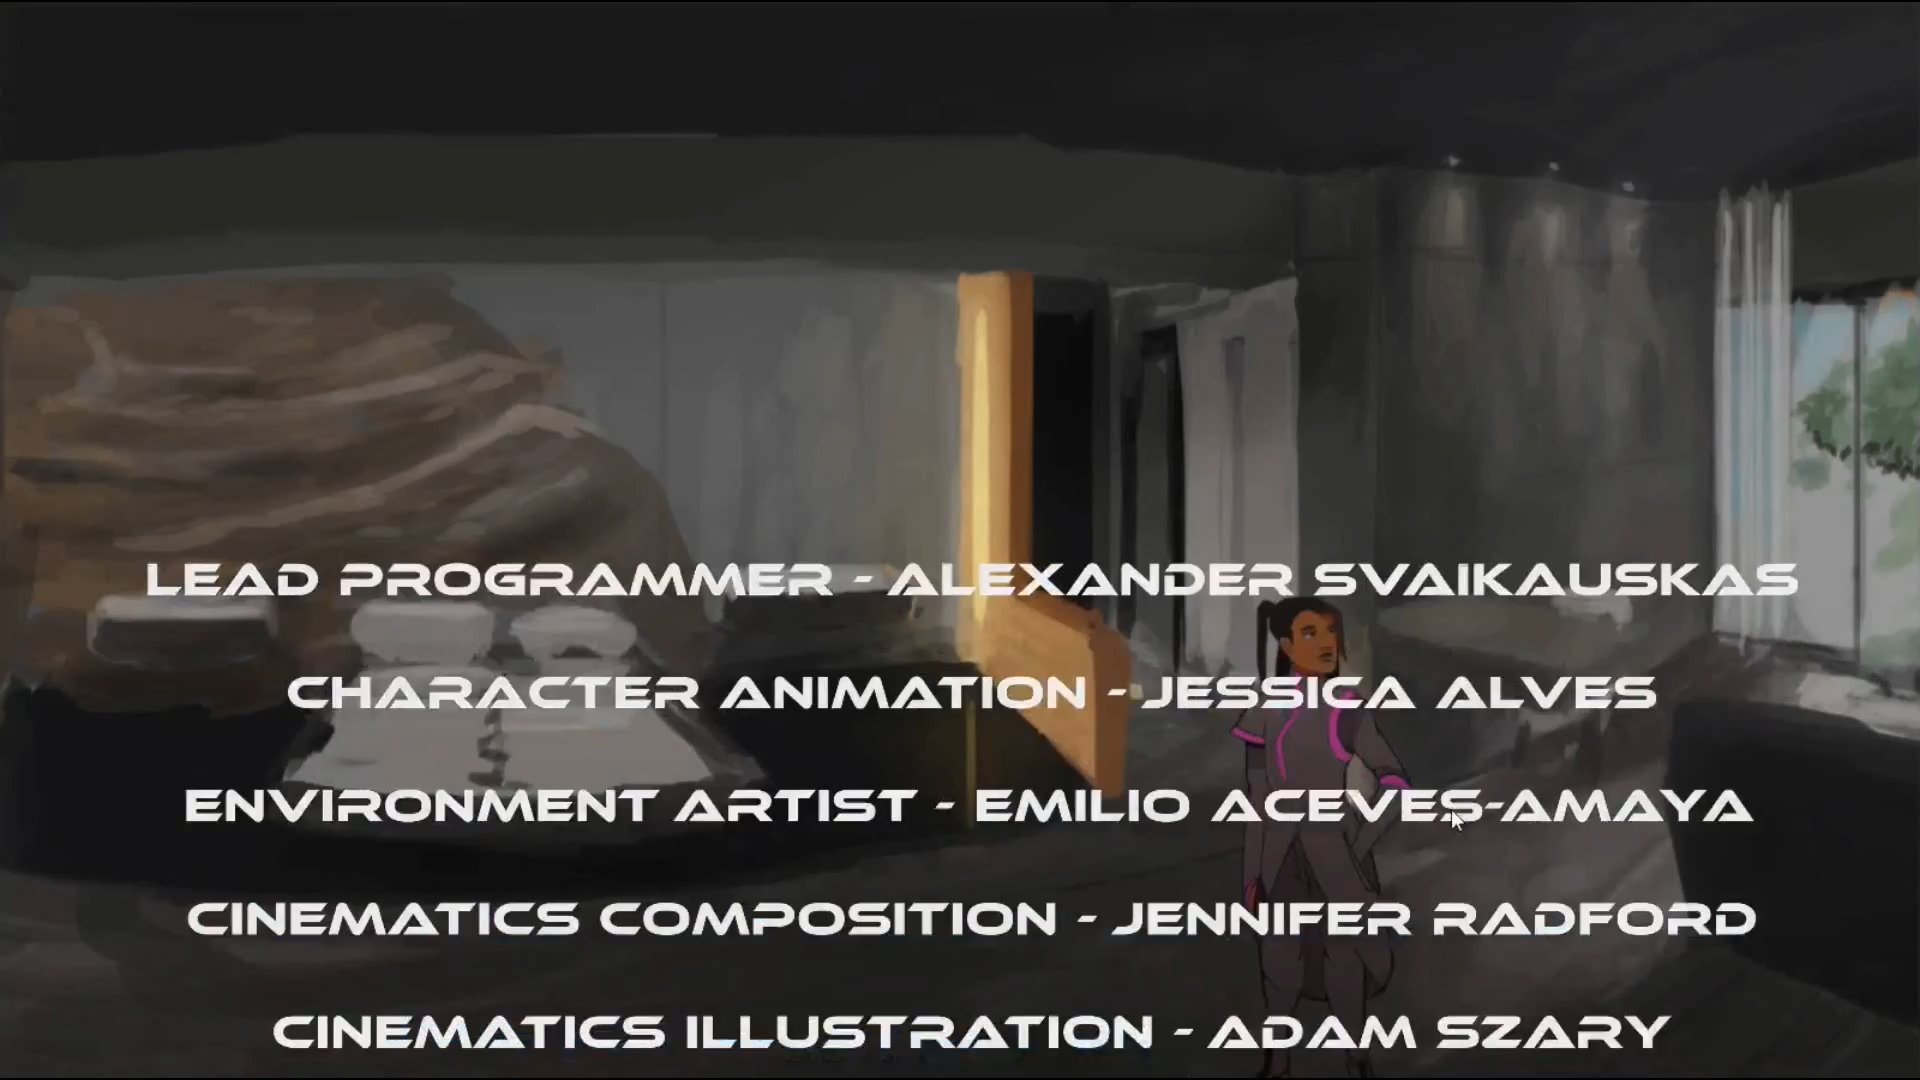 LEAD PROGRAMMER - ALEXANDER SVAIKAUSKAS
CHARACTER ANIMATION - JESSICA ALVES
ENVIRONMENT ARTIST - EMILIO ACEVES-AMAYA
CINEMATICS COMPOSITION - JENNIFER RADFORD
CINEMATICS ILLUSTRATION - ADAM SZARY